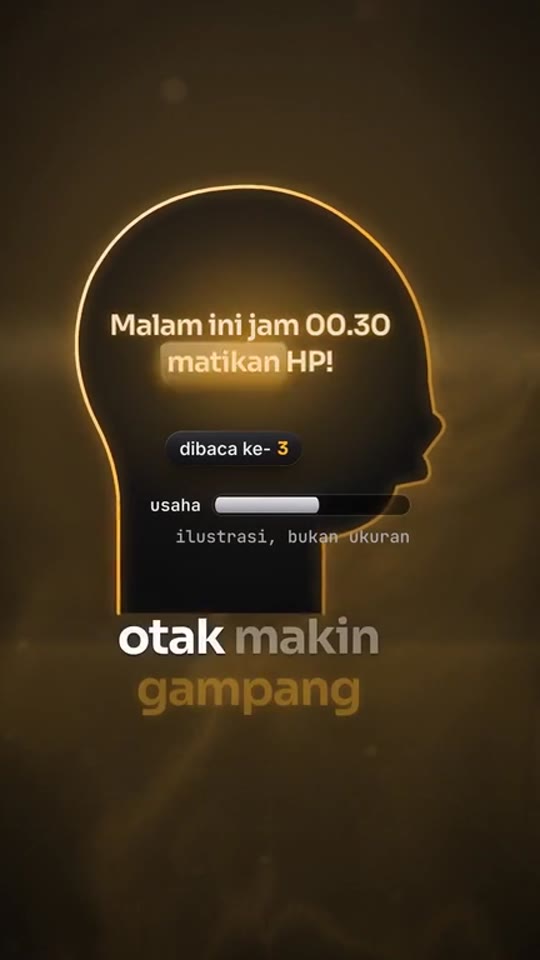 Malam ini jam 00.30
matikan HP!
dibaca ke- 3
usaha
ilustrasi, bukan ukuran
otak makin
gampang